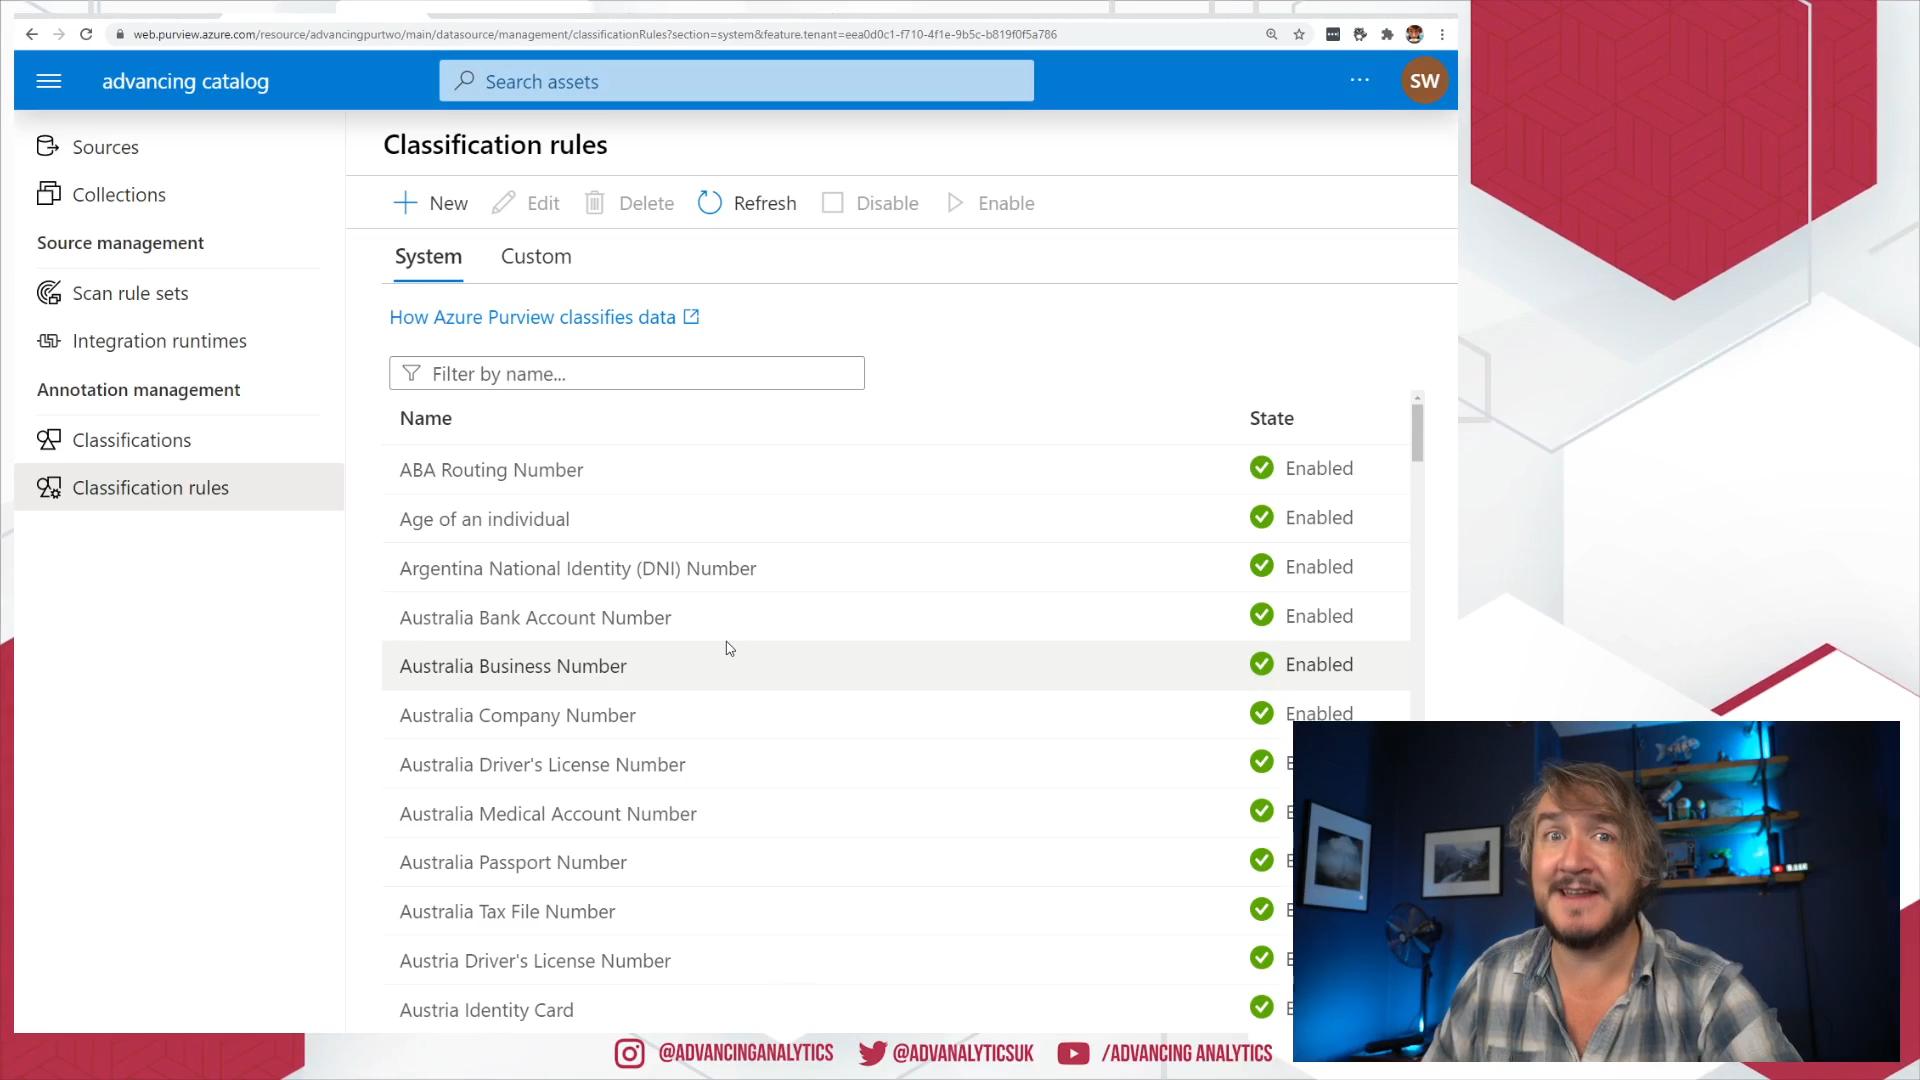 web.purview.azure.com/resource/advancingpurtwo/main/datasource/management/classificationRules?section=system&feature.tenant=eea0d0c1-f710-4f1e-9b5c-b819f0f5a786
advancing catalog
Search assets
SW
Sources
Collections
Source management
Scan rule sets
Integration runtimes
Annotation management
Classifications
Classification rules
Classification rules
New Edit Delete Refresh Disable Enable
System Custom
How Azure Purview classifies data
Filter by name...
Name State
ABA Routing Number Enabled
Age of an individual Enabled
Argentina National Identity (DNI) Number Enabled
Australia Bank Account Number Enabled
Australia Business Number Enabled
Australia Company Number Enabled
Australia Driver's License Number
Australia Medical Account Number
Australia Passport Number
Australia Tax File Number
Austria Driver's License Number
Austria Identity Card
@ADVANCINGANALYTICS @ADVANALYTICSUK /ADVANCING ANALYTICS